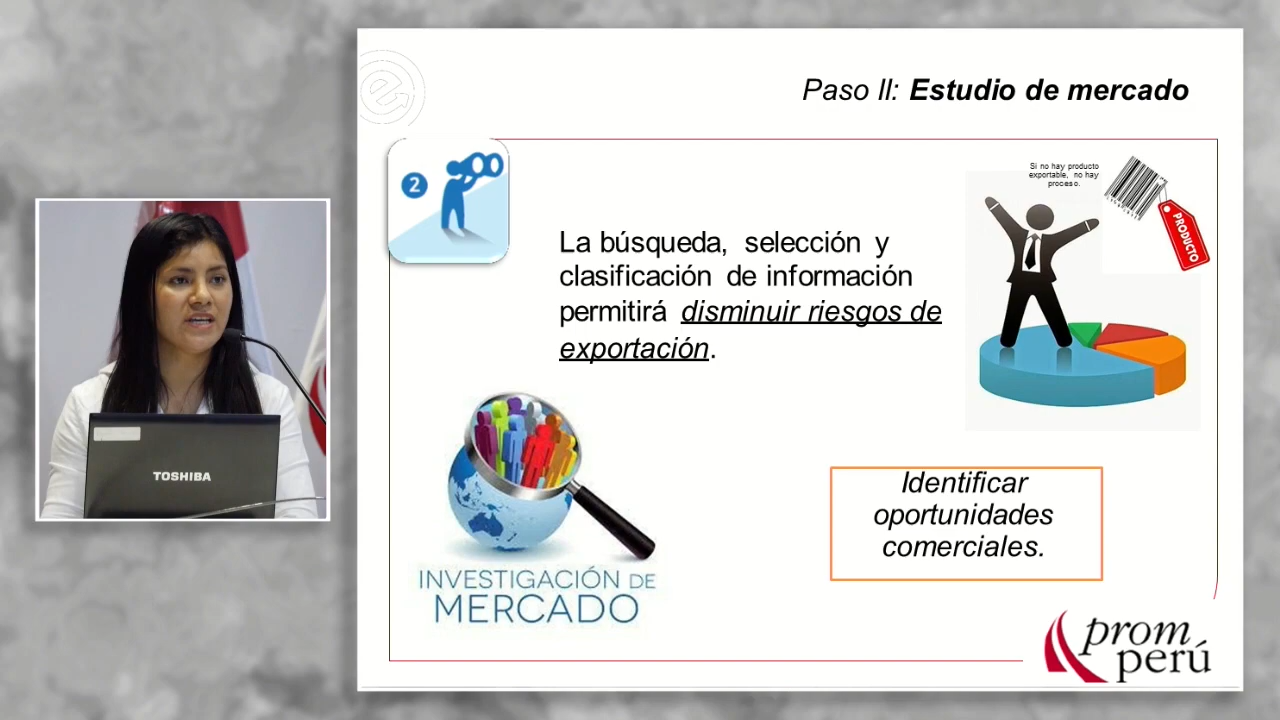 Paso II: Estudio de mercado
2
Si no hay producto
exportable, no hay
proceso.
PRODUCTO
La búsqueda, selección y
clasificación de información
permitirá disminuir riesgos de
exportación.
TOSHIBA
Identificar
oportunidades
comerciales.
INVESTIGACIÓN DE
MERCADO
prom
perú